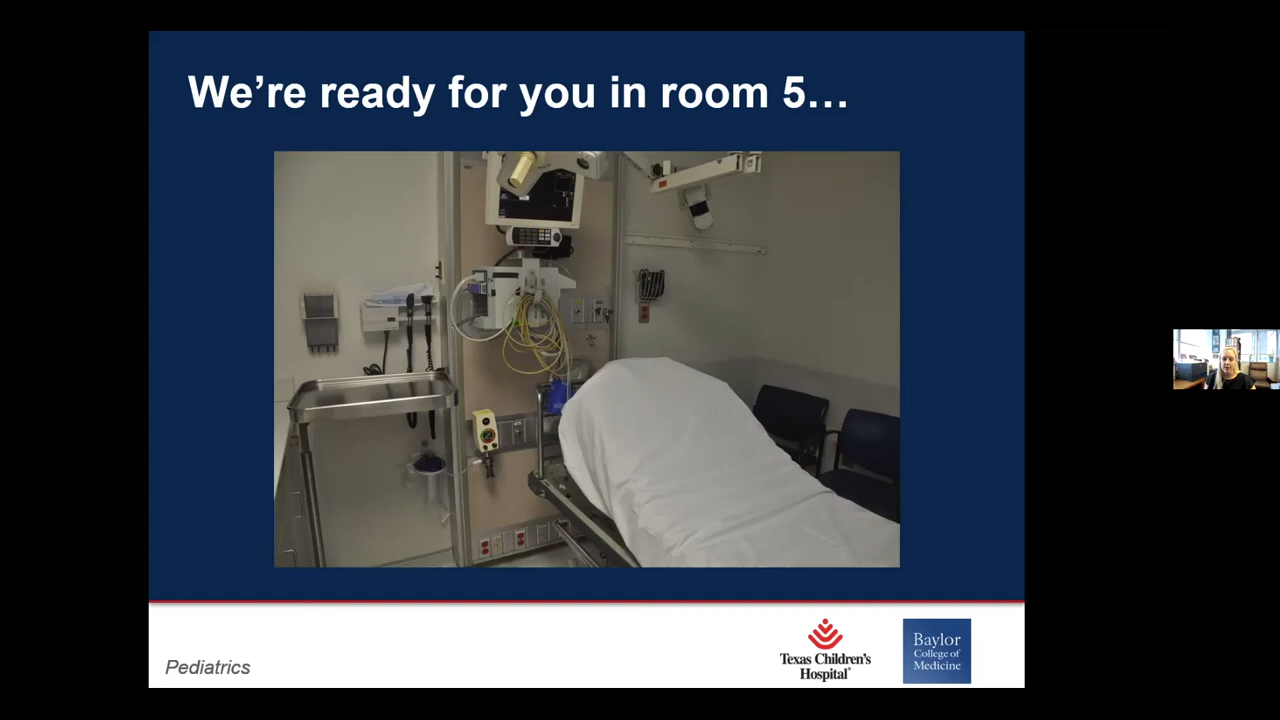 We’re ready for you in room 5…
Pediatrics
Texas Children's
Hospital®
Baylor
College of
Medicine